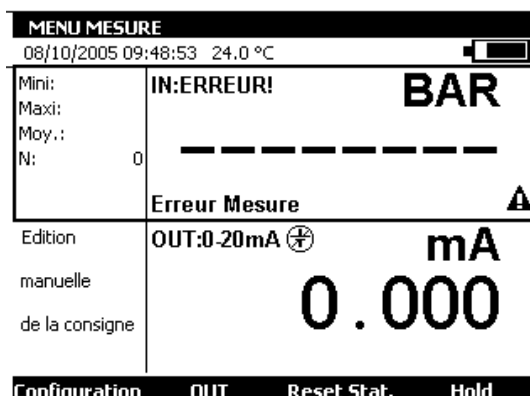 MENU MESURE
08/10/2005 09:48:53 24.0 °C
Mini:
Maxi:
Moy.:
N: 0
IN:ERREUR! BAR
--------
Erreur Mesure
Edition
manuelle
de la consigne
OUT:0-20mA mA
0.000
Configuration OUT Reset Stat. Hold